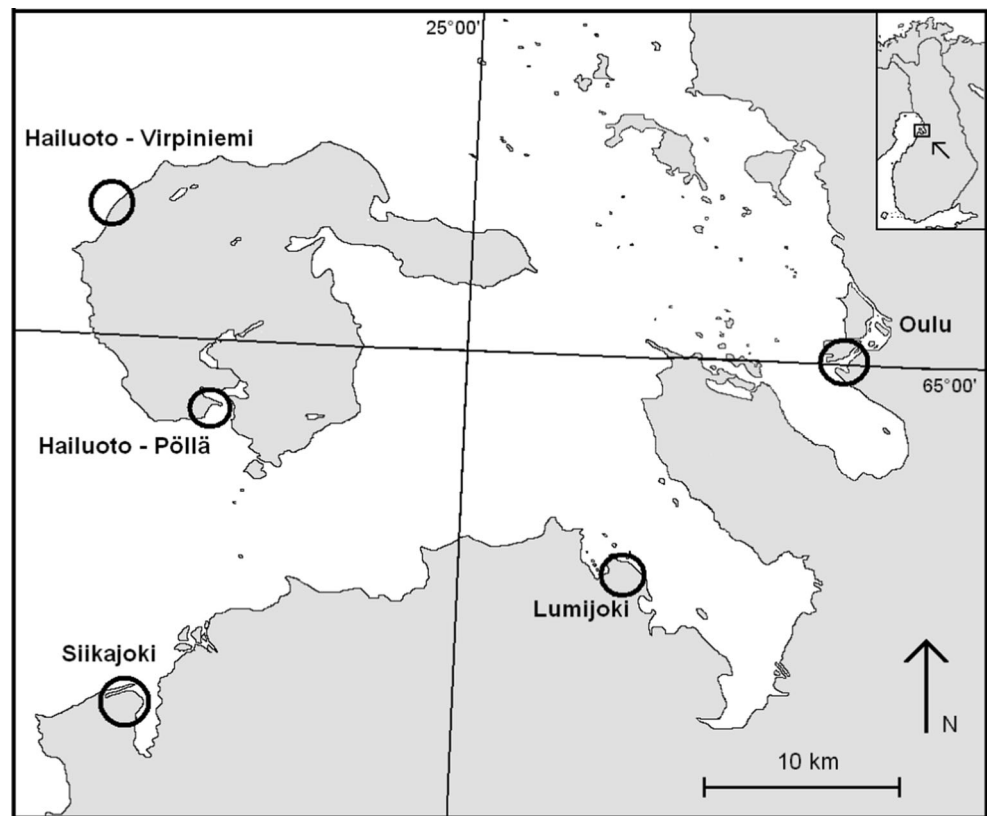 25°00'
Hailuoto - Virpiniemi
Oulu
65°00'
Hailuoto - Pöllä
Lumijoki
Siikajoki
N
10 km